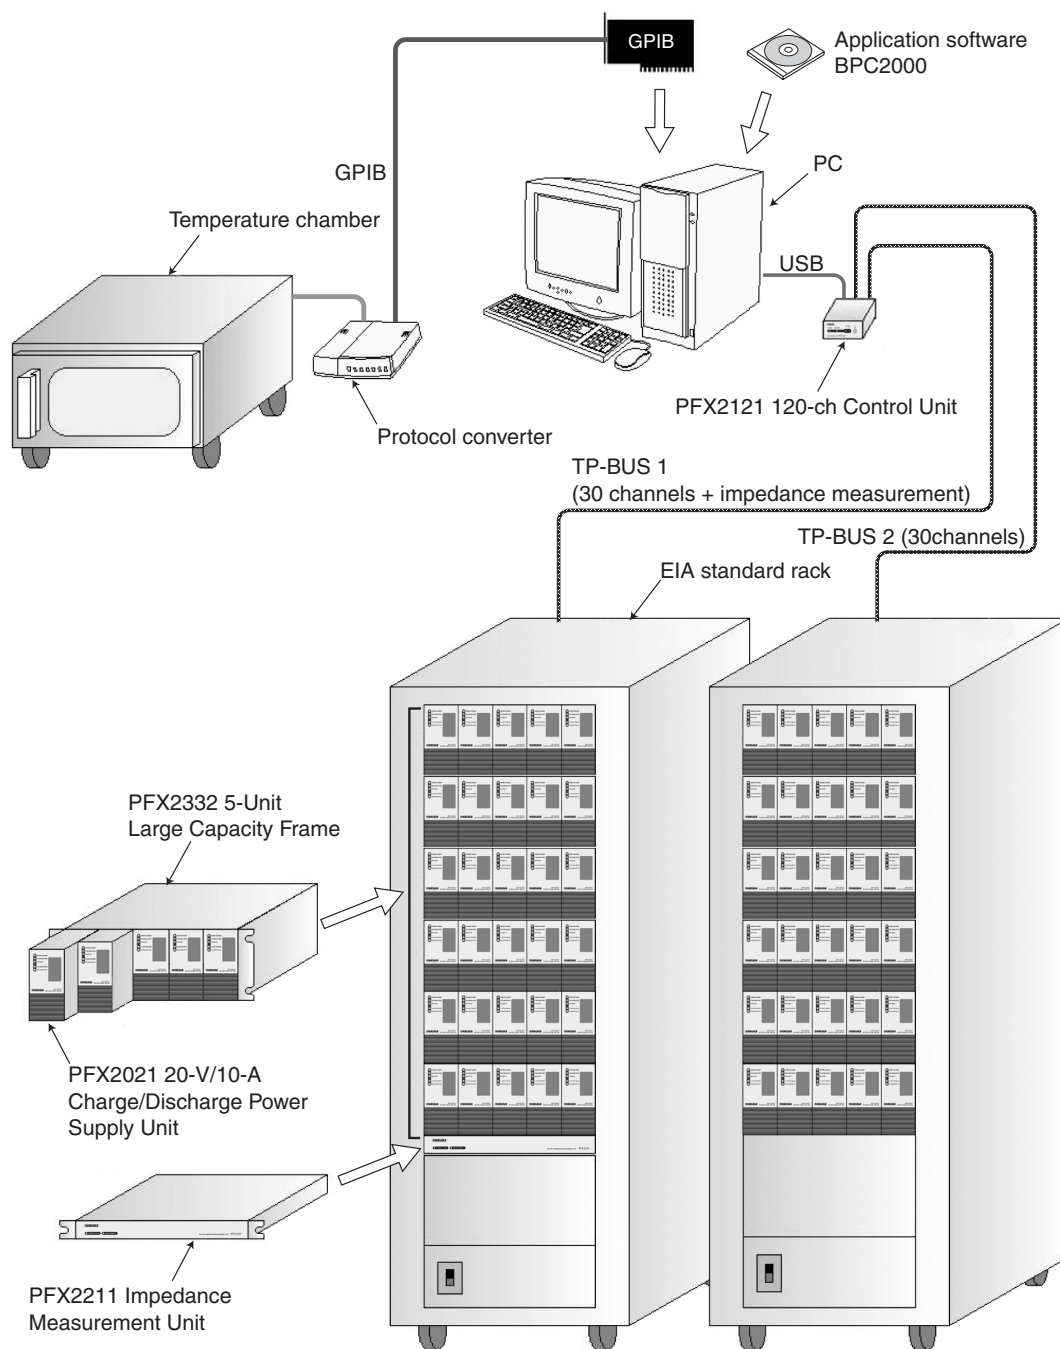 GPIB
Application software
BPC2000
GPIB
PC
Temperature chamber
USB
PFX2121 120-ch Control Unit
Protocol converter
TP-BUS 1
(30 channels + impedance measurement)
TP-BUS 2 (30channels)
EIA standard rack
PFX2332 5-Unit
Large Capacity Frame
PFX2021 20-V/10-A
Charge/Discharge Power
Supply Unit
PFX2211 Impedance
Measurement Unit